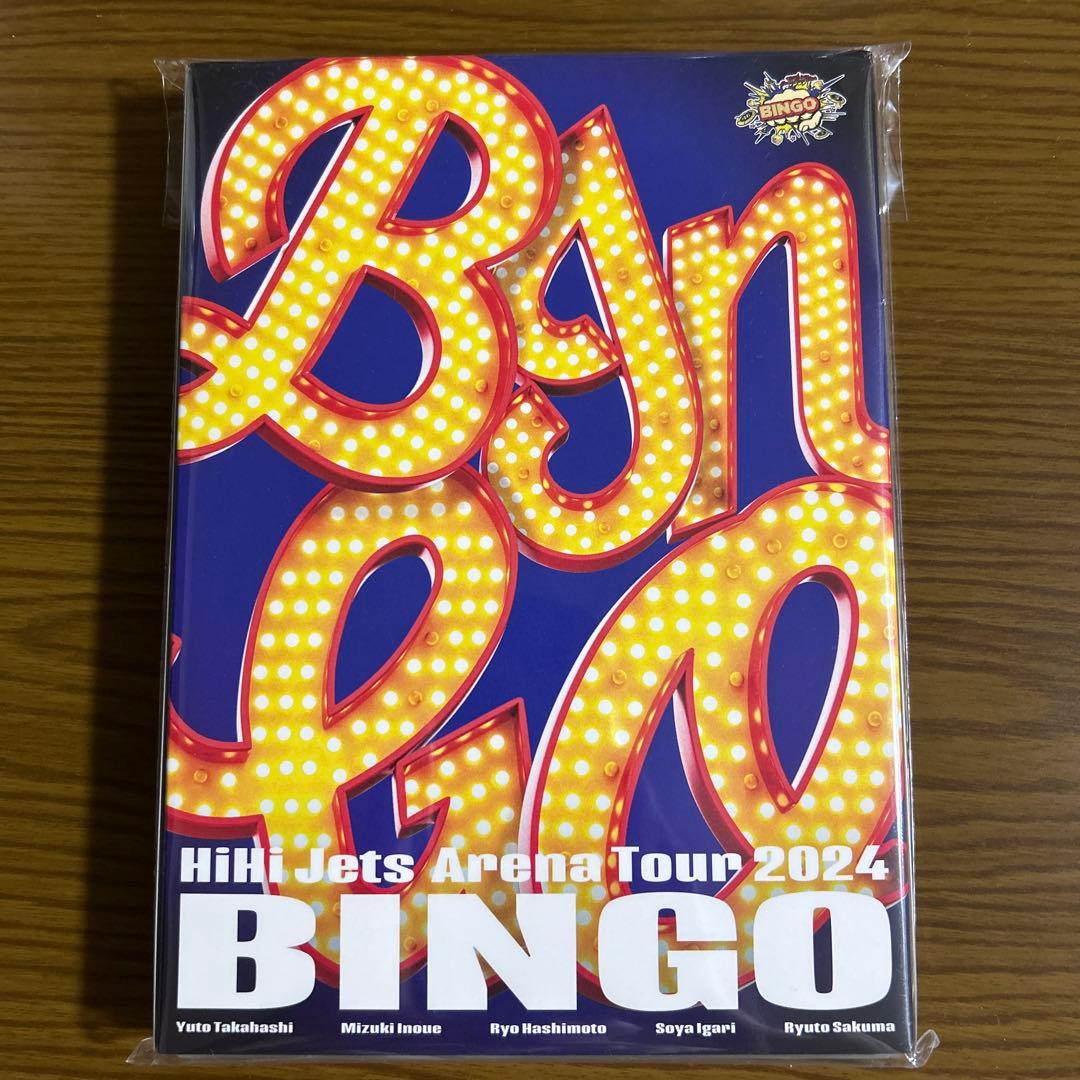 BINGO
BINGO
HiHi Jets Arena Tour 2024
BINGO
Yuto Takahashi Mizuki Inoue Ryo Hashimoto Soya Igari Ryuto Sakuma